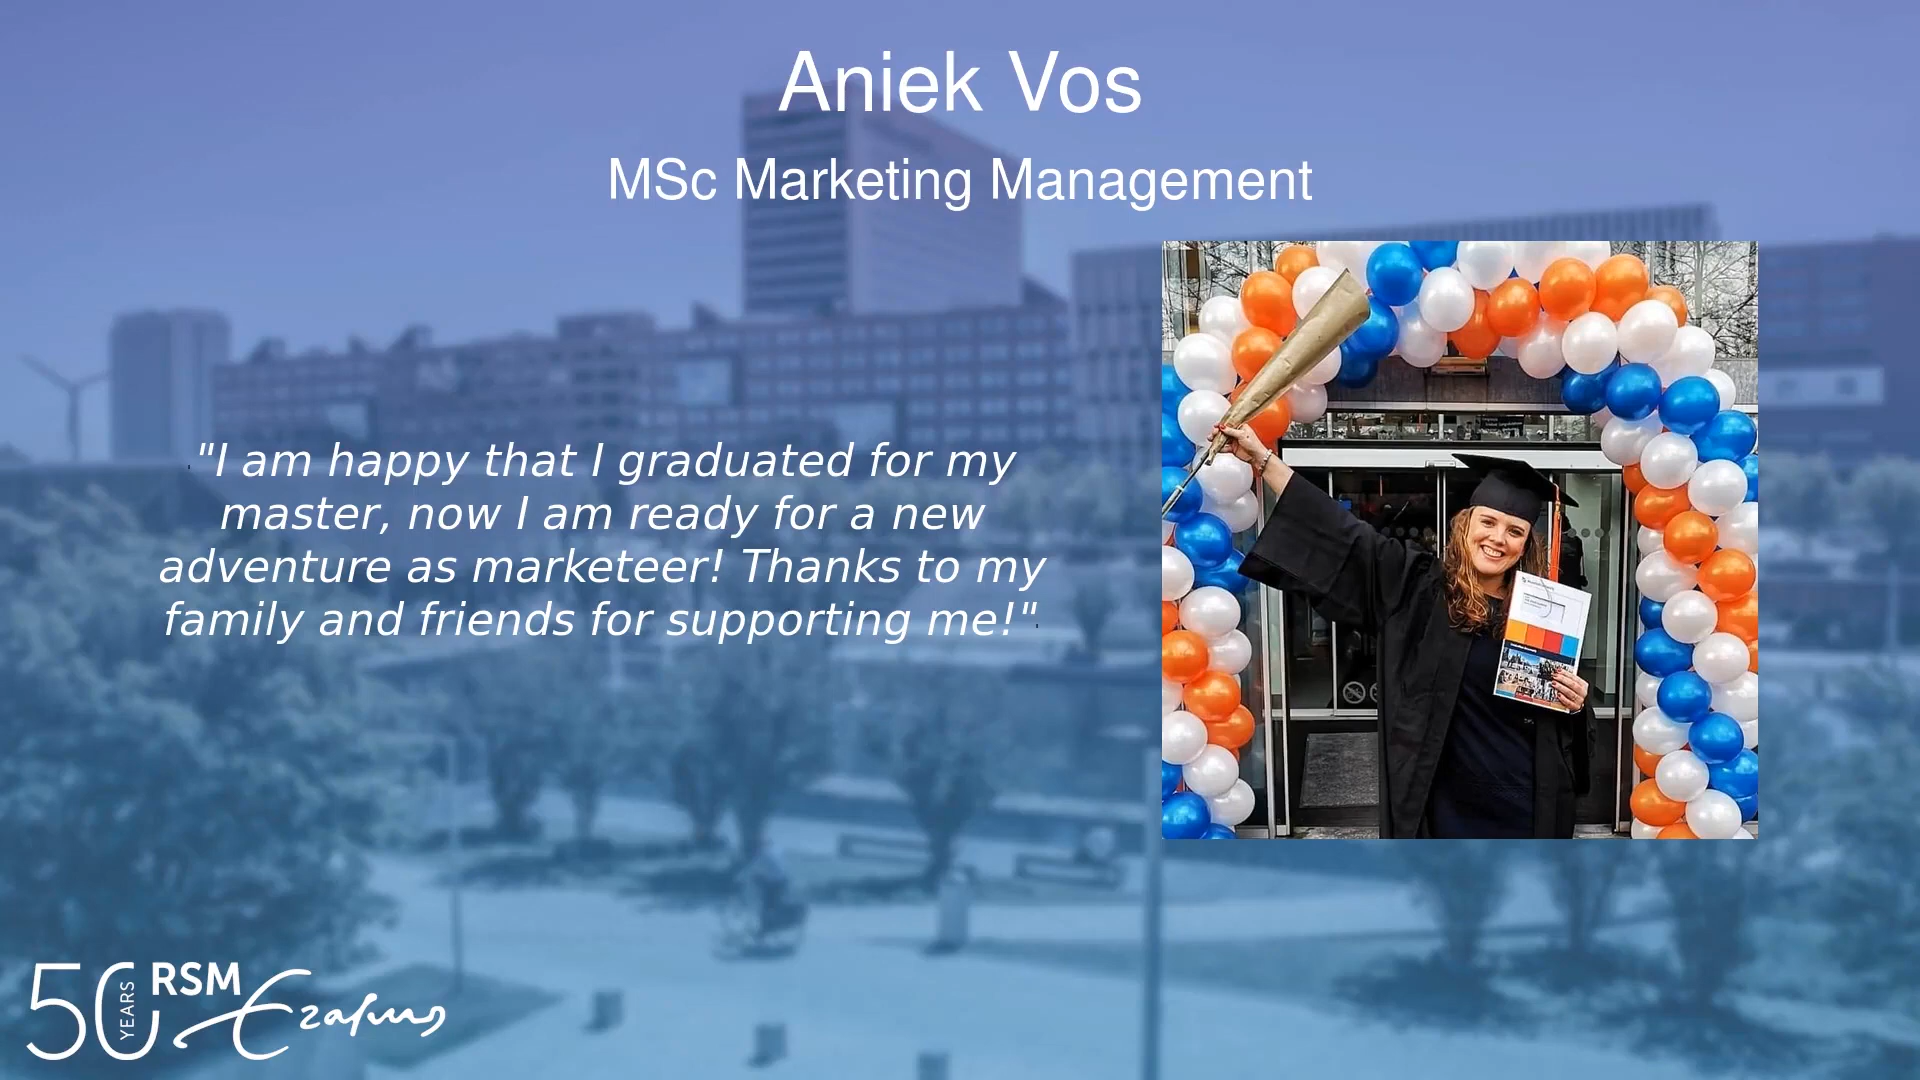 Aniek Vos
MSc Marketing Management
"I am happy that I graduated for my
master, now I am ready for a new
adventure as marketeer! Thanks to my
family and friends for supporting me!"
50 YEARS RSM Erasmus